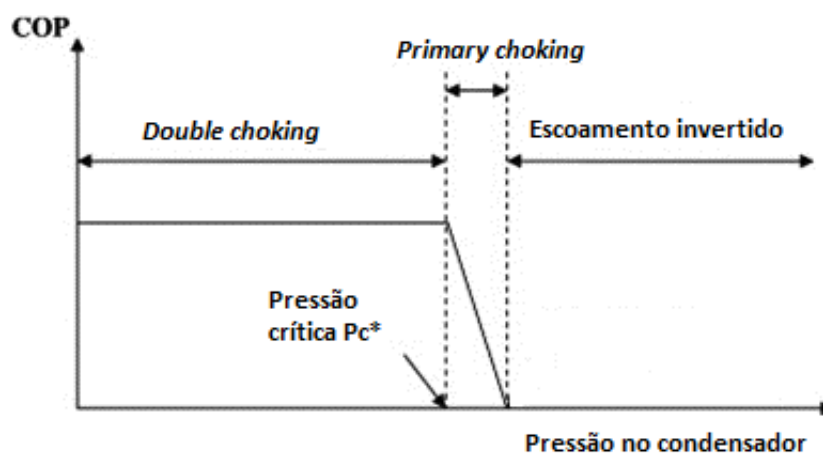 COP
Primary choking
Double choking
Escoamento invertido
Pressão
crítica Pc*
Pressão no condensador